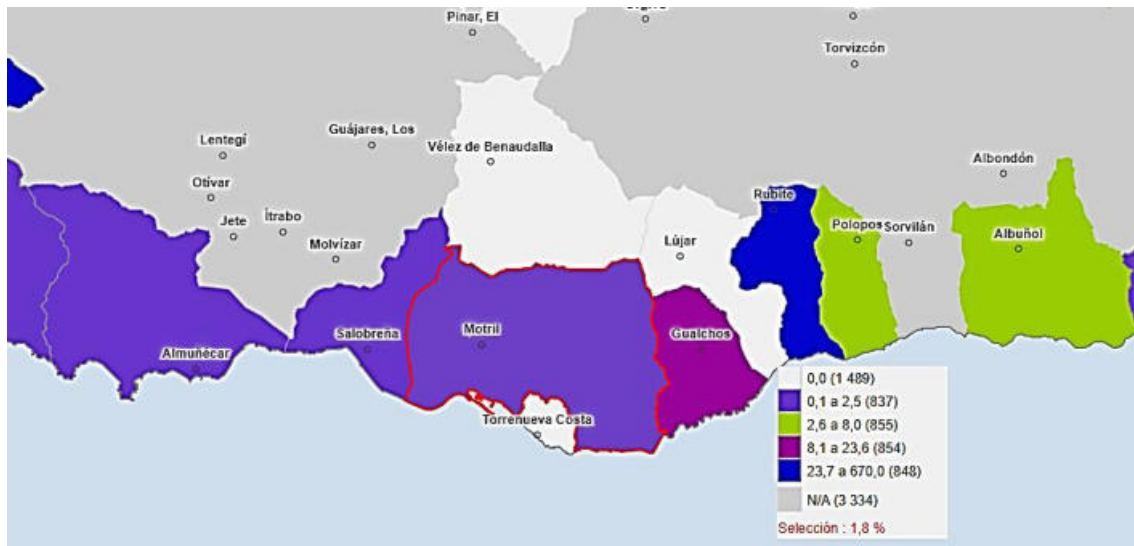 Pinar, El
Torvizcón
Lentegí
Guájares, Los
Vélez de Benaudalla
Albondón
Otívar
Rubite
Jete
Ítrabo
Molvízar
Lújar
Polopos
Sorvilán
Albuñol
Salobreña
Motril
Gualchos
Almuñécar
Torrenueva Costa
0,0 (1 489)
0,1 a 2,5 (837)
2,6 a 8,0 (855)
8,1 a 23,6 (854)
23,7 a 670,0 (848)
N/A (3 334)
Selección : 1,8 %